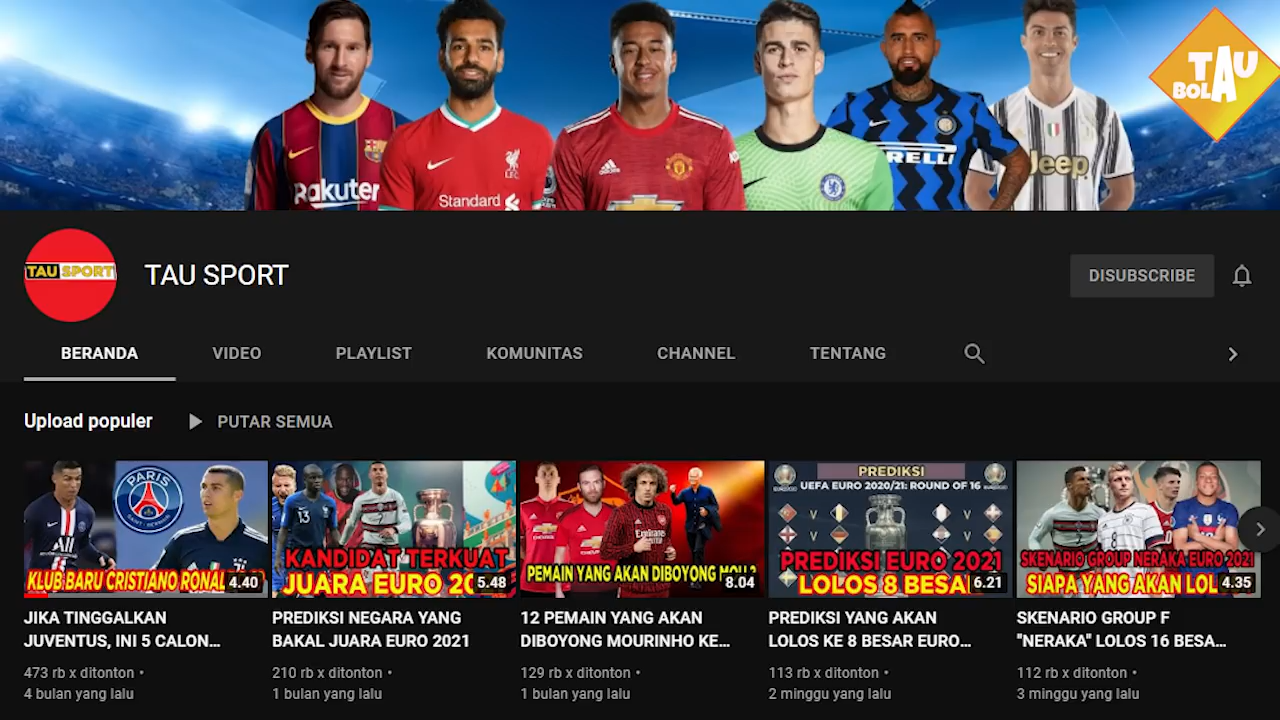 TAU
BOLA
Rakuten
Standard
L.F.C.
Jeep
TAU SPORT
TAU SPORT
DISUBSCRIBE
BERANDA
VIDEO
PLAYLIST
KOMUNITAS
CHANNEL
TENTANG
Upload populer
PUTAR SEMUA
PARIS
KLUB BARU CRISTIANO RONAL
4.40
13
KANDIDAT TERKUAT
JUARA EURO 20
5.48
PEMAIN YANG AKAN DIBOYONG MOU?
8.04
PREDIKSI
UEFA EURO 2020/21: ROUND OF 16
V
V
PREDIKSI EURO 2021
LOLOS 8 BESA
6.21
8
SKENARIO GROUP NERAKA EURO 2021
SIAPA YANG AKAN LOL
4.35
JIKA TINGGALKAN
JUVENTUS, INI 5 CALON...
473 rb x ditonton •
4 bulan yang lalu
PREDIKSI NEGARA YANG
BAKAL JUARA EURO 2021
210 rb x ditonton •
1 bulan yang lalu
12 PEMAIN YANG AKAN
DIBOYONG MOURINHO KE...
129 rb x ditonton •
1 bulan yang lalu
PREDIKSI YANG AKAN
LOLOS KE 8 BESAR EURO...
113 rb x ditonton •
2 minggu yang lalu
SKENARIO GROUP F
"NERAKA" LOLOS 16 BESA...
112 rb x ditonton •
3 minggu yang lalu